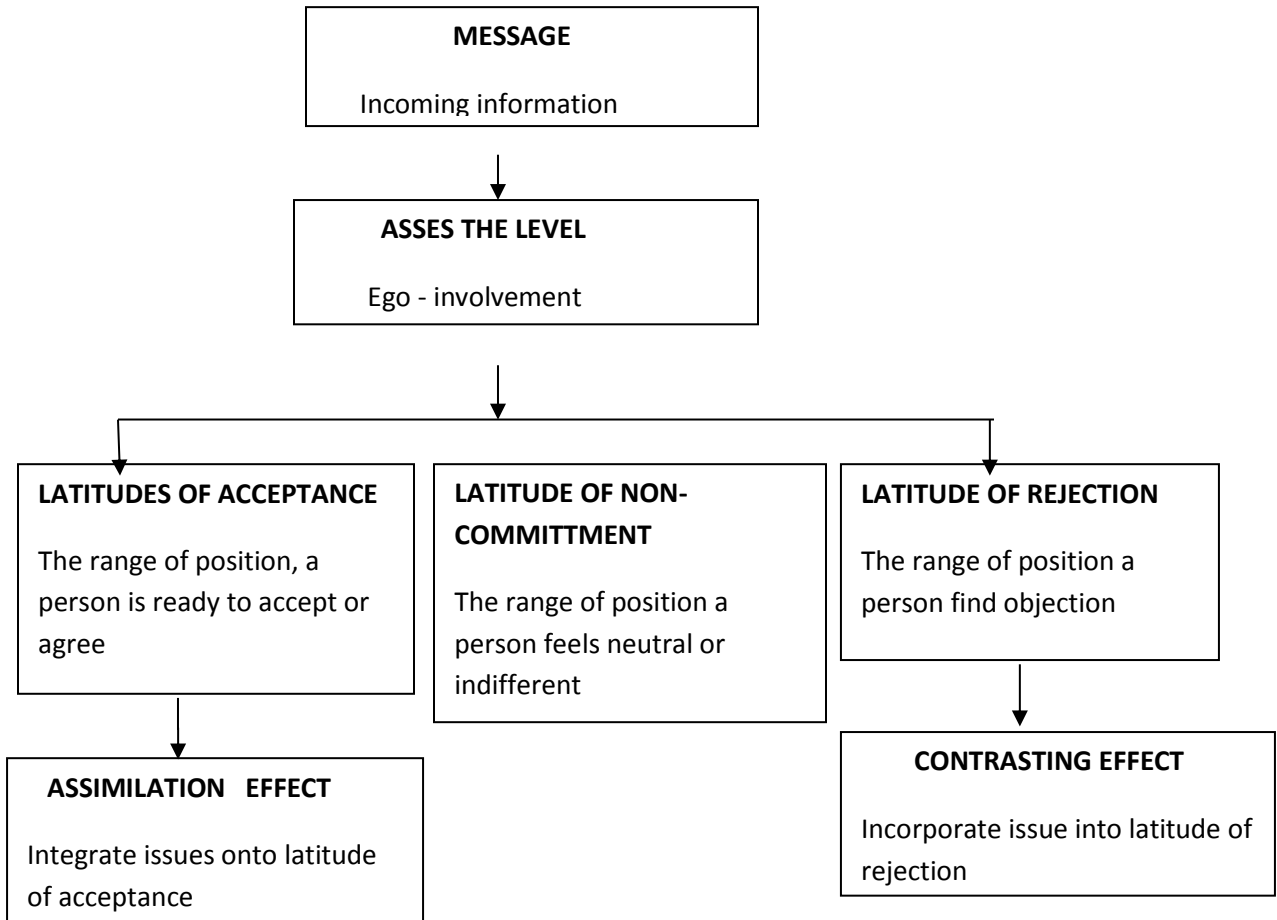 MESSAGE
Incoming information
ASSES THE LEVEL
Ego - involvement
LATITUDES OF ACCEPTANCE
The range of position, a
person is ready to accept or
agree
LATITUDE OF NON-
COMMITTMENT
The range of position a
person feels neutral or
indifferent
LATITUDE OF REJECTION
The range of position a
person find objection
ASSIMILATION EFFECT
Integrate issues onto latitude
of acceptance
CONTRASTING EFFECT
Incorporate issue into latitude of
rejection